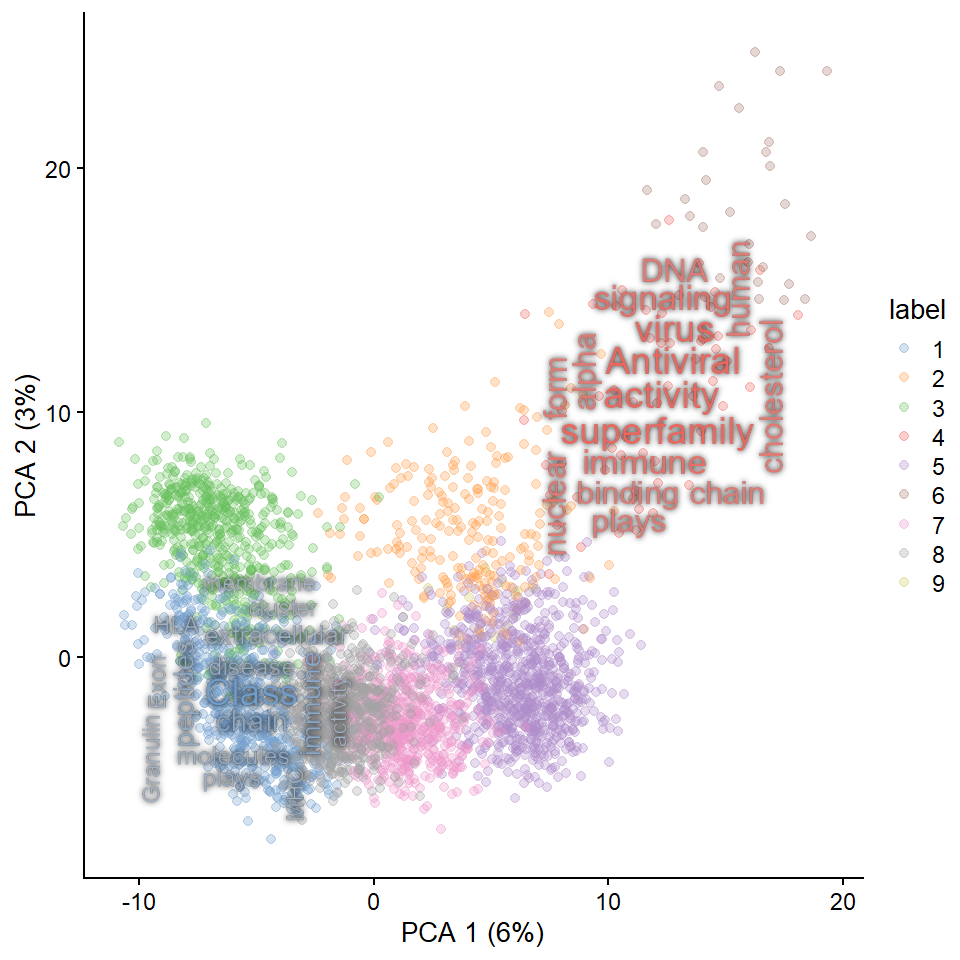 20
10
0
-10
0
10
20
PCA 2 (3%)
PCA 1 (6%)
label
1
2
3
4
5
6
7
8
9
DNA
signaling
human
virus
alpha
Antiviral
form
activity
cholesterol
superfamily
immune
nuclear
binding chain
plays
membrane
HLA extracellular
disease
Class
chain
Exon
peptides
immune
activity
Granulin
molecules
plays
MHC